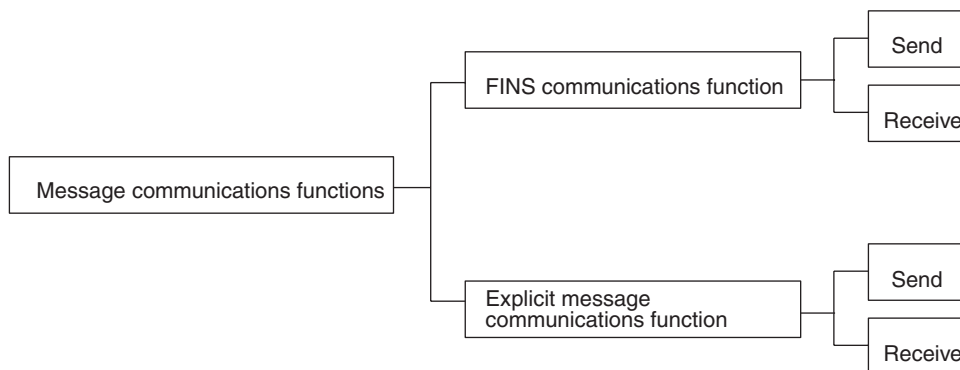 Message communications functions
FINS communications function
Send
Receive
Explicit message
communications function
Send
Receive